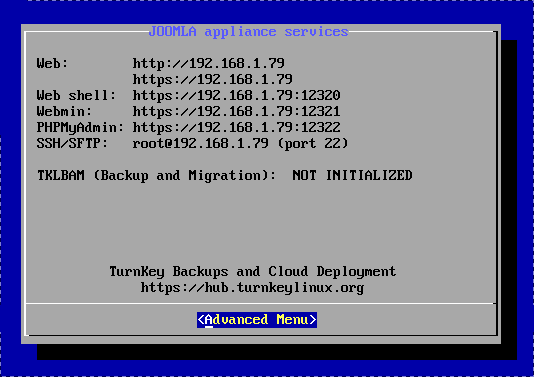 JOOMLA appliance services
Web: http://192.168.1.79
https://192.168.1.79
Web shell: https://192.168.1.79:12320
Webmin: https://192.168.1.79:12321
PHPMyAdmin: https://192.168.1.79:12322
SSH/SFTP: root@192.168.1.79 (port 22)
TKLBAM (Backup and Migration): NOT INITIALIZED
TurnKey Backups and Cloud Deployment
https://hub.turnkeylinux.org
<Advanced Menu>